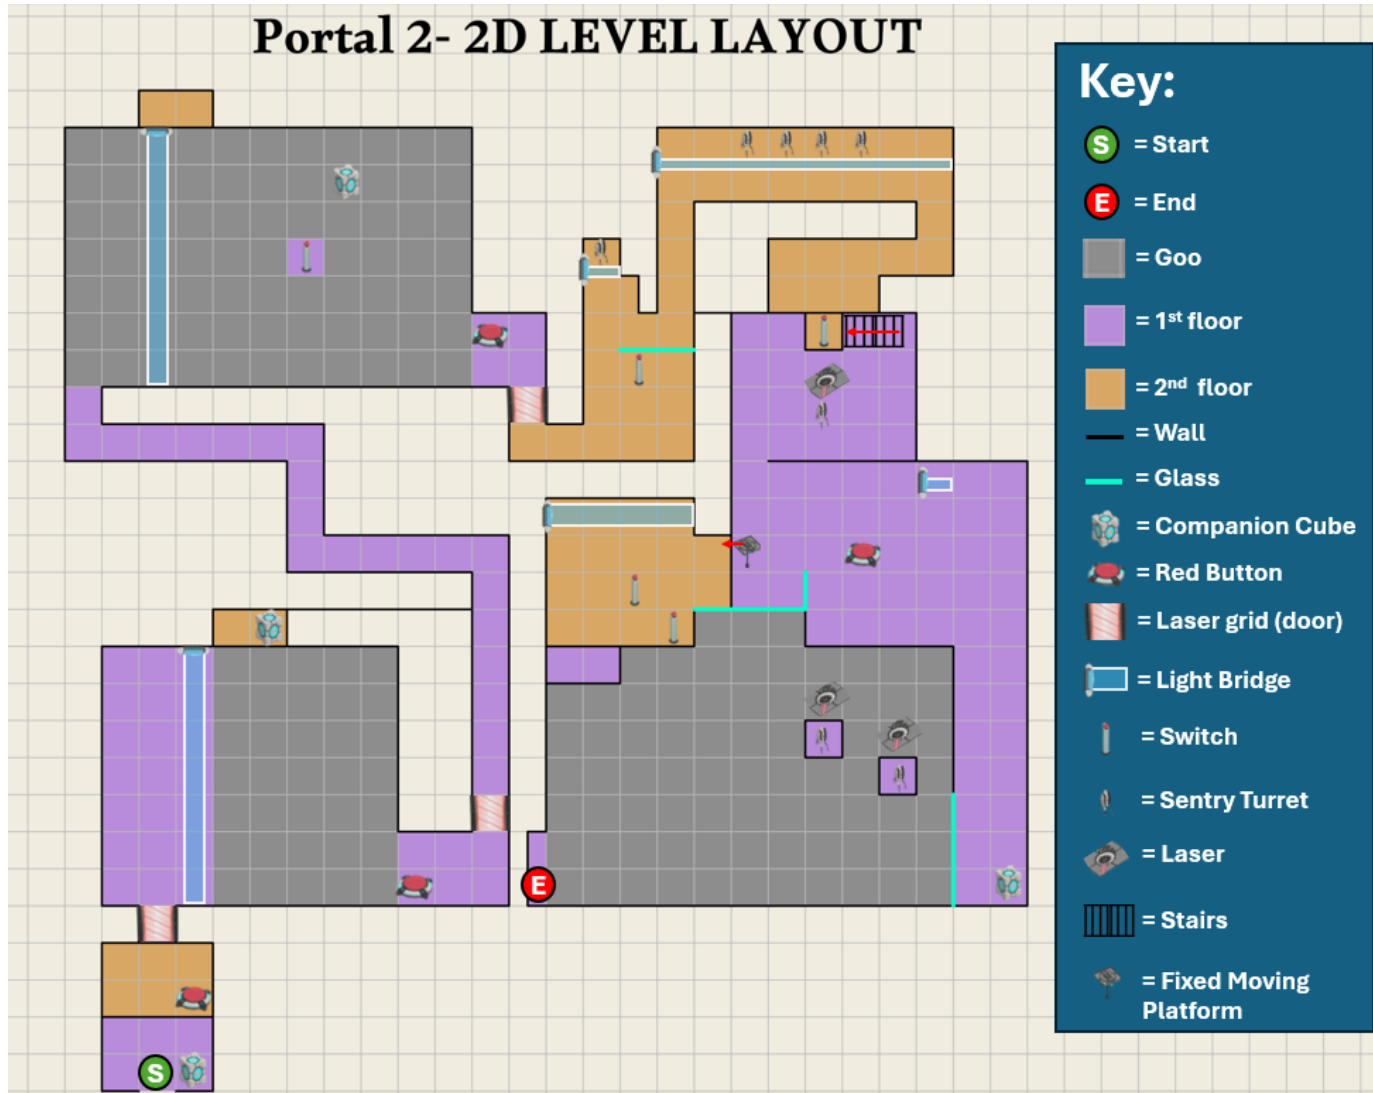 Portal 2- 2D LEVEL LAYOUT
Key:
S = Start
E = End
= Goo
= 1st floor
= 2nd floor
= Wall
= Glass
= Companion Cube
= Red Button
= Laser grid (door)
= Light Bridge
= Switch
= Sentry Turret
= Laser
= Stairs
= Fixed Moving
Platform
E
S